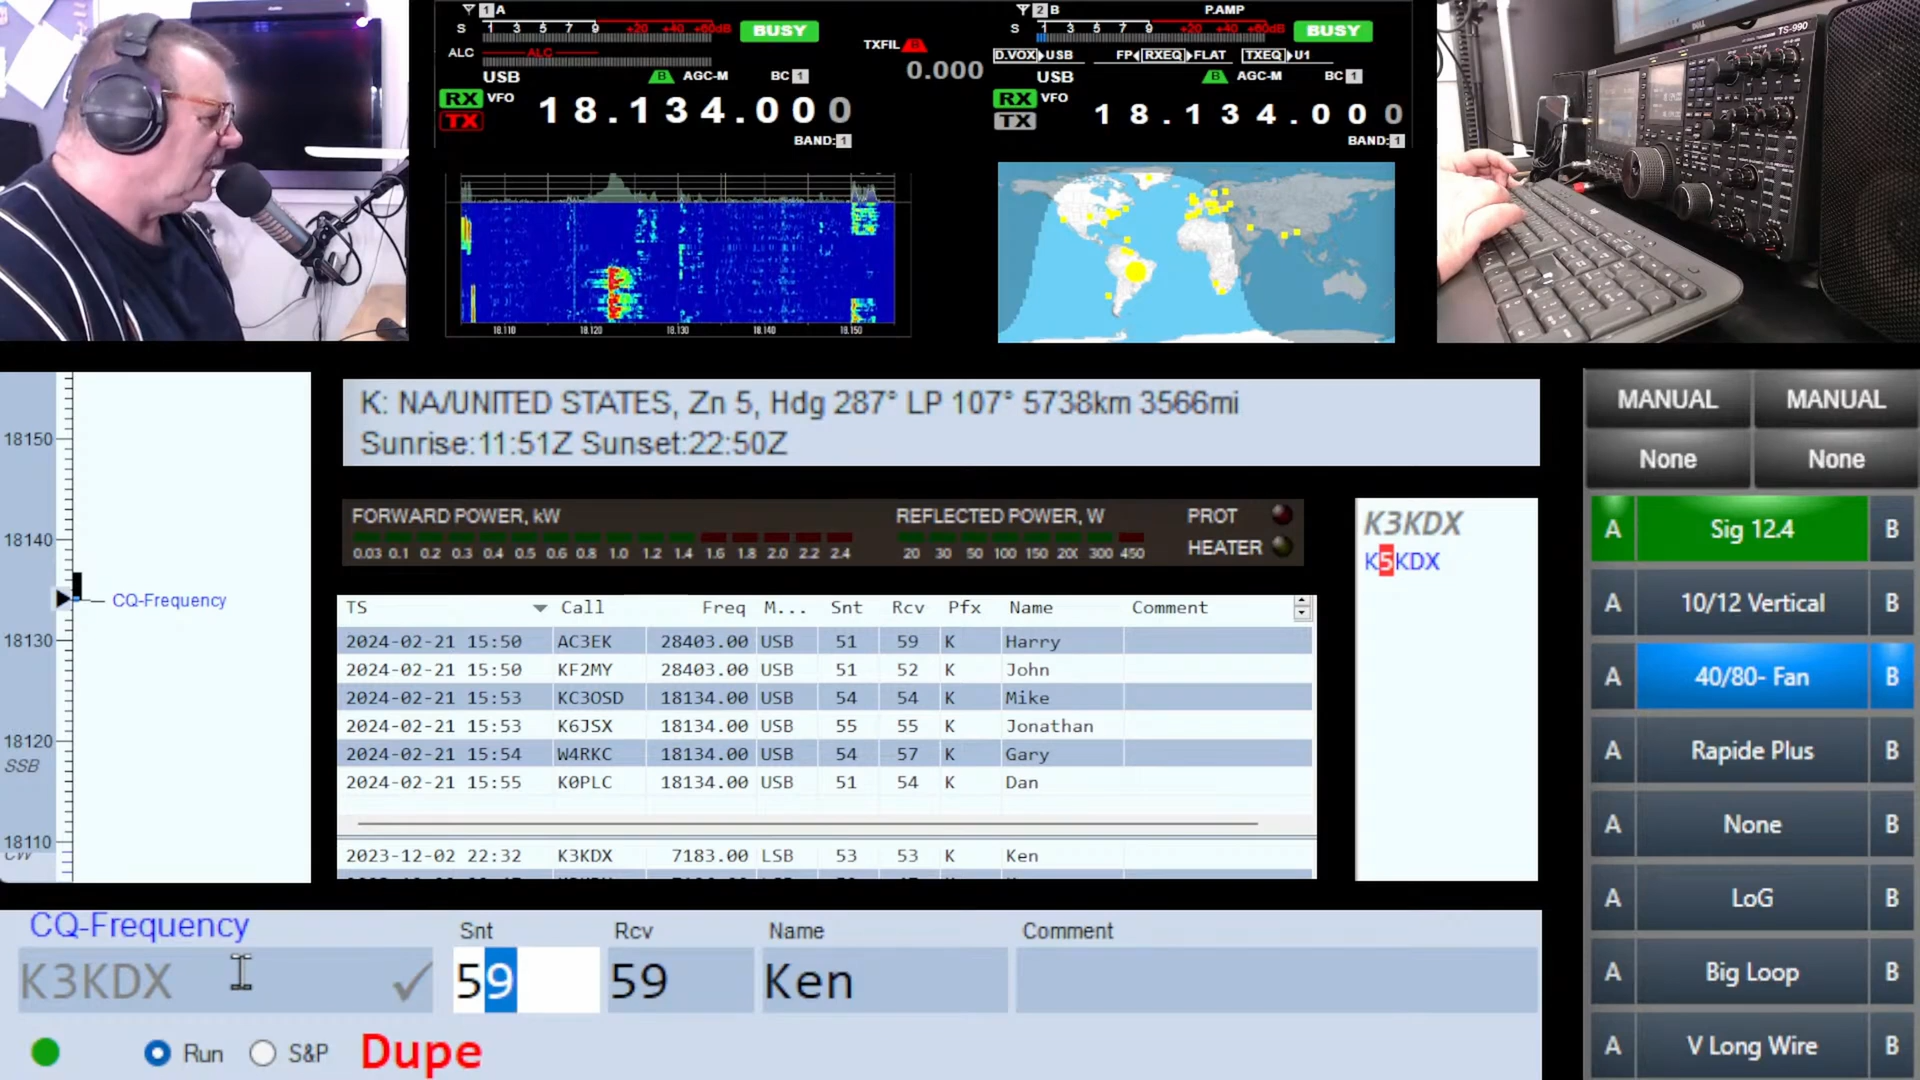 1 A
S 1 3 5 7 9 +20 +40 +60dB BUSY
ALC ALC
TXFIL B
0.000
USB B AGC-M BC 1
RX VFO 18.134.000 0
TX
BAND:1
2 B P.AMP
S 1 3 5 7 9 +20 +40 +60dB BUSY
D.VOX USB FP RXEQ FLAT TXEQ U1
USB B AGC-M BC 1
RX VFO 18.134.000 0
TX
BAND:1
18.110 18.120 18.130 18.140 18.150
DELL
TS-990
K: NA/UNITED STATES, Zn 5, Hdg 287° LP 107° 5738km 3566mi
Sunrise:11:51Z Sunset:22:50Z
18150
18140
CQ-Frequency
18130
18120
SSB
18110
CW
FORWARD POWER, kW
0.03 0.1 0.2 0.3 0.4 0.5 0.6 0.8 1.0 1.2 1.4 1.6 1.8 2.0 2.2 2.4
REFLECTED POWER, W
20 30 50 100 150 20X 300 450
PROT
HEATER
K3KDX
K5KDX
TS Call Freq M... Snt Rcv Pfx Name Comment
2024-02-21 15:50 AC3EK 28403.00 USB 51 59 K Harry
2024-02-21 15:50 KF2MY 28403.00 USB 51 52 K John
2024-02-21 15:53 KC3OSD 18134.00 USB 54 54 K Mike
2024-02-21 15:53 K6JSX 18134.00 USB 55 55 K Jonathan
2024-02-21 15:54 W4RKC 18134.00 USB 54 57 K Gary
2024-02-21 15:55 K0PLC 18134.00 USB 51 54 K Dan
2023-12-02 22:32 K3KDX 7183.00 LSB 53 53 K Ken
MANUAL MANUAL
None None
A Sig 12.4 B
A 10/12 Vertical B
A 40/80- Fan B
A Rapide Plus B
A None B
A LoG B
A Big Loop B
A V Long Wire B
CQ-Frequency Snt Rcv Name Comment
K3KDX 59 59 Ken
Run S&P Dupe